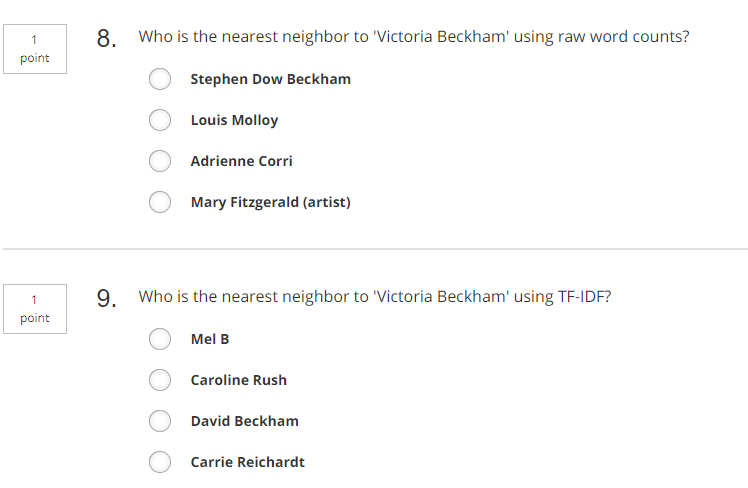 1
point
8.
Who is the nearest neighbor to 'Victoria Beckham' using raw word counts?
Stephen Dow Beckham
Louis Molloy
Adrienne Corri
Mary Fitzgerald (artist)
1
point
9.
Who is the nearest neighbor to 'Victoria Beckham' using TF-IDF?
Mel B
Caroline Rush
David Beckham
Carrie Reichardt